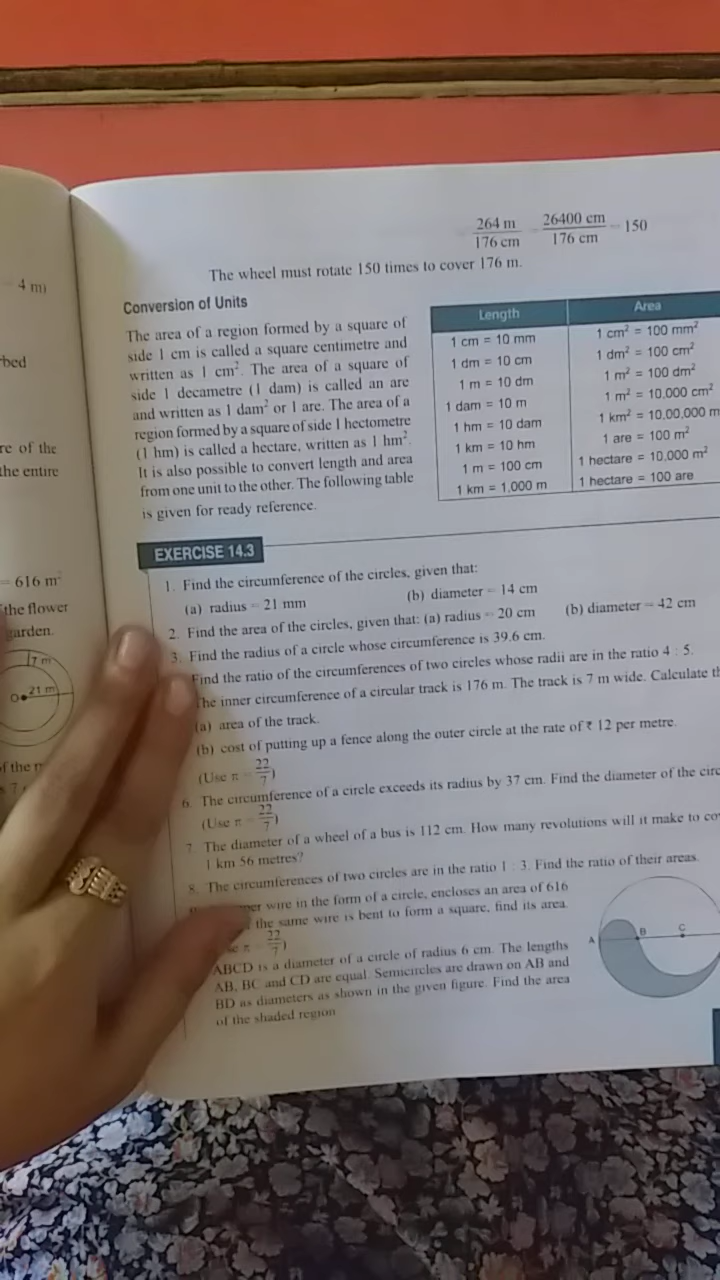 4 m)
rbed
re of the
the entire
= 616 m²
the flower
garden.
7 m
O 21 m
of the
264 m / 176 cm = 26400 cm / 176 cm = 150
The wheel must rotate 150 times to cover 176 m.
Conversion of Units
The area of a region formed by a square of
side 1 cm is called a square centimetre and
written as 1 cm². The area of a square of
side 1 decametre (1 dam) is called an are
and written as 1 dam² or 1 are. The area of a
region formed by a square of side 1 hectometre
(1 hm) is called a hectare, written as 1 hm².
It is also possible to convert length and area
from one unit to the other. The following table
is given for ready reference.
Length Area
1 cm = 10 mm 1 cm² = 100 mm²
1 dm = 10 cm 1 dm² = 100 cm²
1 m = 10 dm 1 m² = 100 dm²
1 dam = 10 m 1 m² = 10,000 cm²
1 hm = 10 dam 1 km² = 10,00,000 m
1 km = 10 hm 1 are = 100 m²
1 m = 100 cm 1 hectare = 10,000 m²
1 km = 1,000 m 1 hectare = 100 are
EXERCISE 14.3
1. Find the circumference of the circles, given that:
(a) radius = 21 mm (b) diameter = 14 cm
2. Find the area of the circles, given that: (a) radius = 20 cm (b) diameter = 42 cm
3. Find the radius of a circle whose circumference is 39.6 cm.
Find the ratio of the circumferences of two circles whose radii are in the ratio 4 : 5.
The inner circumference of a circular track is 176 m. The track is 7 m wide. Calculate th
(a) area of the track.
(b) cost of putting up a fence along the outer circle at the rate of ₹ 12 per metre.
(Use π = 22/7)
6. The circumference of a circle exceeds its radius by 37 cm. Find the diameter of the circ
(Use π = 22/7)
7. The diameter of a wheel of a bus is 112 cm. How many revolutions will it make to co
1 km 56 metres?
8. The circumferences of two circles are in the ratio 1 : 3. Find the ratio of their areas.
per wire in the form of a circle, encloses an area of 616
the same wire is bent to form a square, find its area.
π = 22/7)
ABCD is a diameter of a circle of radius 6 cm. The lengths
AB, BC and CD are equal. Semicircles are drawn on AB and
BD as diameters as shown in the given figure. Find the area
of the shaded region
A B C